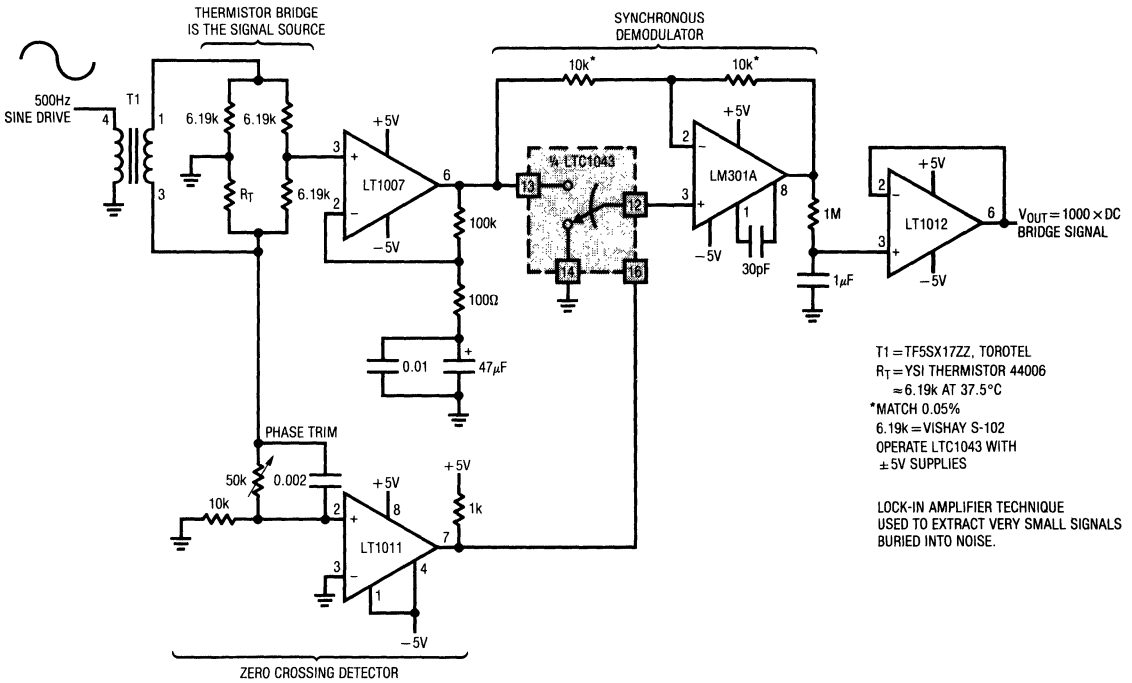 THERMISTOR BRIDGE
IS THE SIGNAL SOURCE
SYNCHRONOUS
DEMODULATOR
500Hz
SINE DRIVE
T1
4
1
3
6.19k
6.19k
RT
6.19k
+5V
3
+
LT1007
6
2
−
−5V
100k
100Ω
0.01
+
47μF
10k*
10k*
¼ LTC1043
13
12
14
16
+5V
2
−
LM301A
3
+
1
8
−5V
30pF
1M
1μF
+5V
2
−
LT1012
6
3
+
−5V
VOUT = 1000 × DC
BRIDGE SIGNAL
T1 = TF5SX17ZZ, TOROTEL
RT = YSI THERMISTOR 44006
≈ 6.19k AT 37.5°C
*MATCH 0.05%
6.19k = VISHAY S-102
OPERATE LTC1043 WITH
±5V SUPPLIES
LOCK-IN AMPLIFIER TECHNIQUE
USED TO EXTRACT VERY SMALL SIGNALS
BURIED INTO NOISE.
PHASE TRIM
50k
0.002
10k
+5V
8
2
+
LT1011
3
−
1
4
7
−5V
+5V
1k
ZERO CROSSING DETECTOR